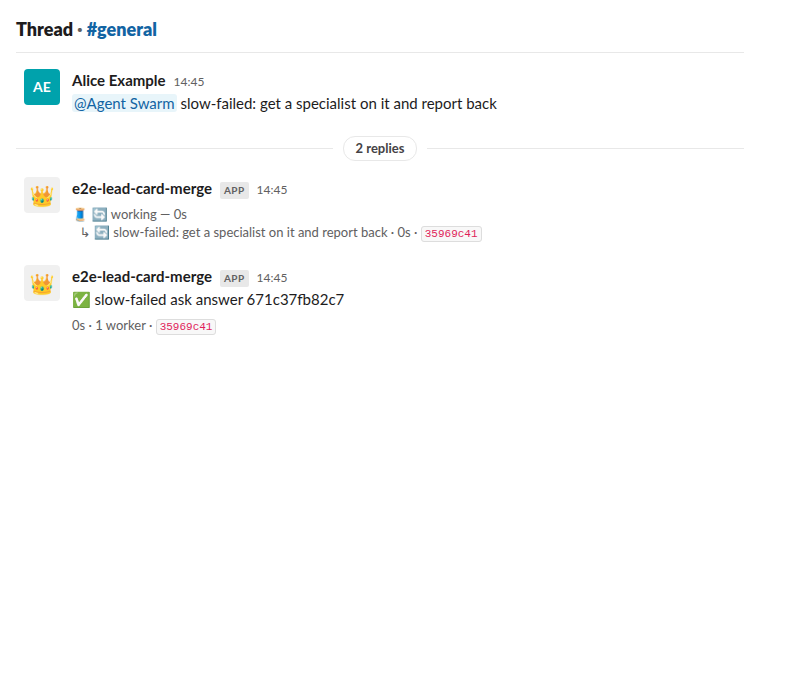 Thread • #general
AE
Alice Example 14:45
@Agent Swarm slow-failed: get a specialist on it and report back
2 replies
e2e-lead-card-merge APP 14:45
🧵 🔄 working — 0s
↳ 🔄 slow-failed: get a specialist on it and report back · 0s · 35969c41
e2e-lead-card-merge APP 14:45
✅ slow-failed ask answer 671c37fb82c7
0s · 1 worker · 35969c41